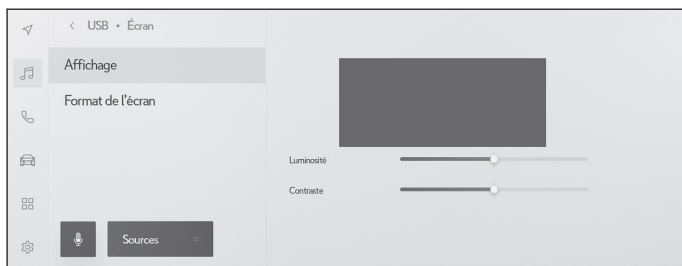 USB • Écran
Affichage
Format de l'écran
Luminosité
Contraste
Sources